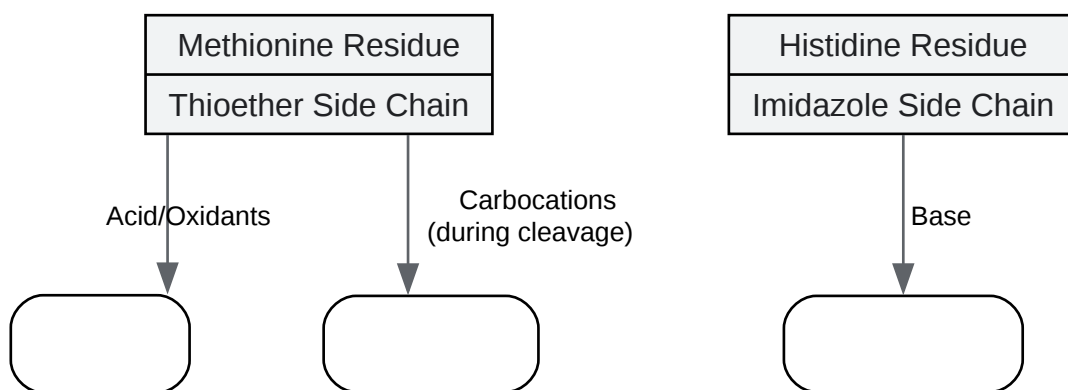 Methionine Residue
Thioether Side Chain
Histidine Residue
Imidazole Side Chain
Acid/Oxidants
Carbocations
(during cleavage)
Base